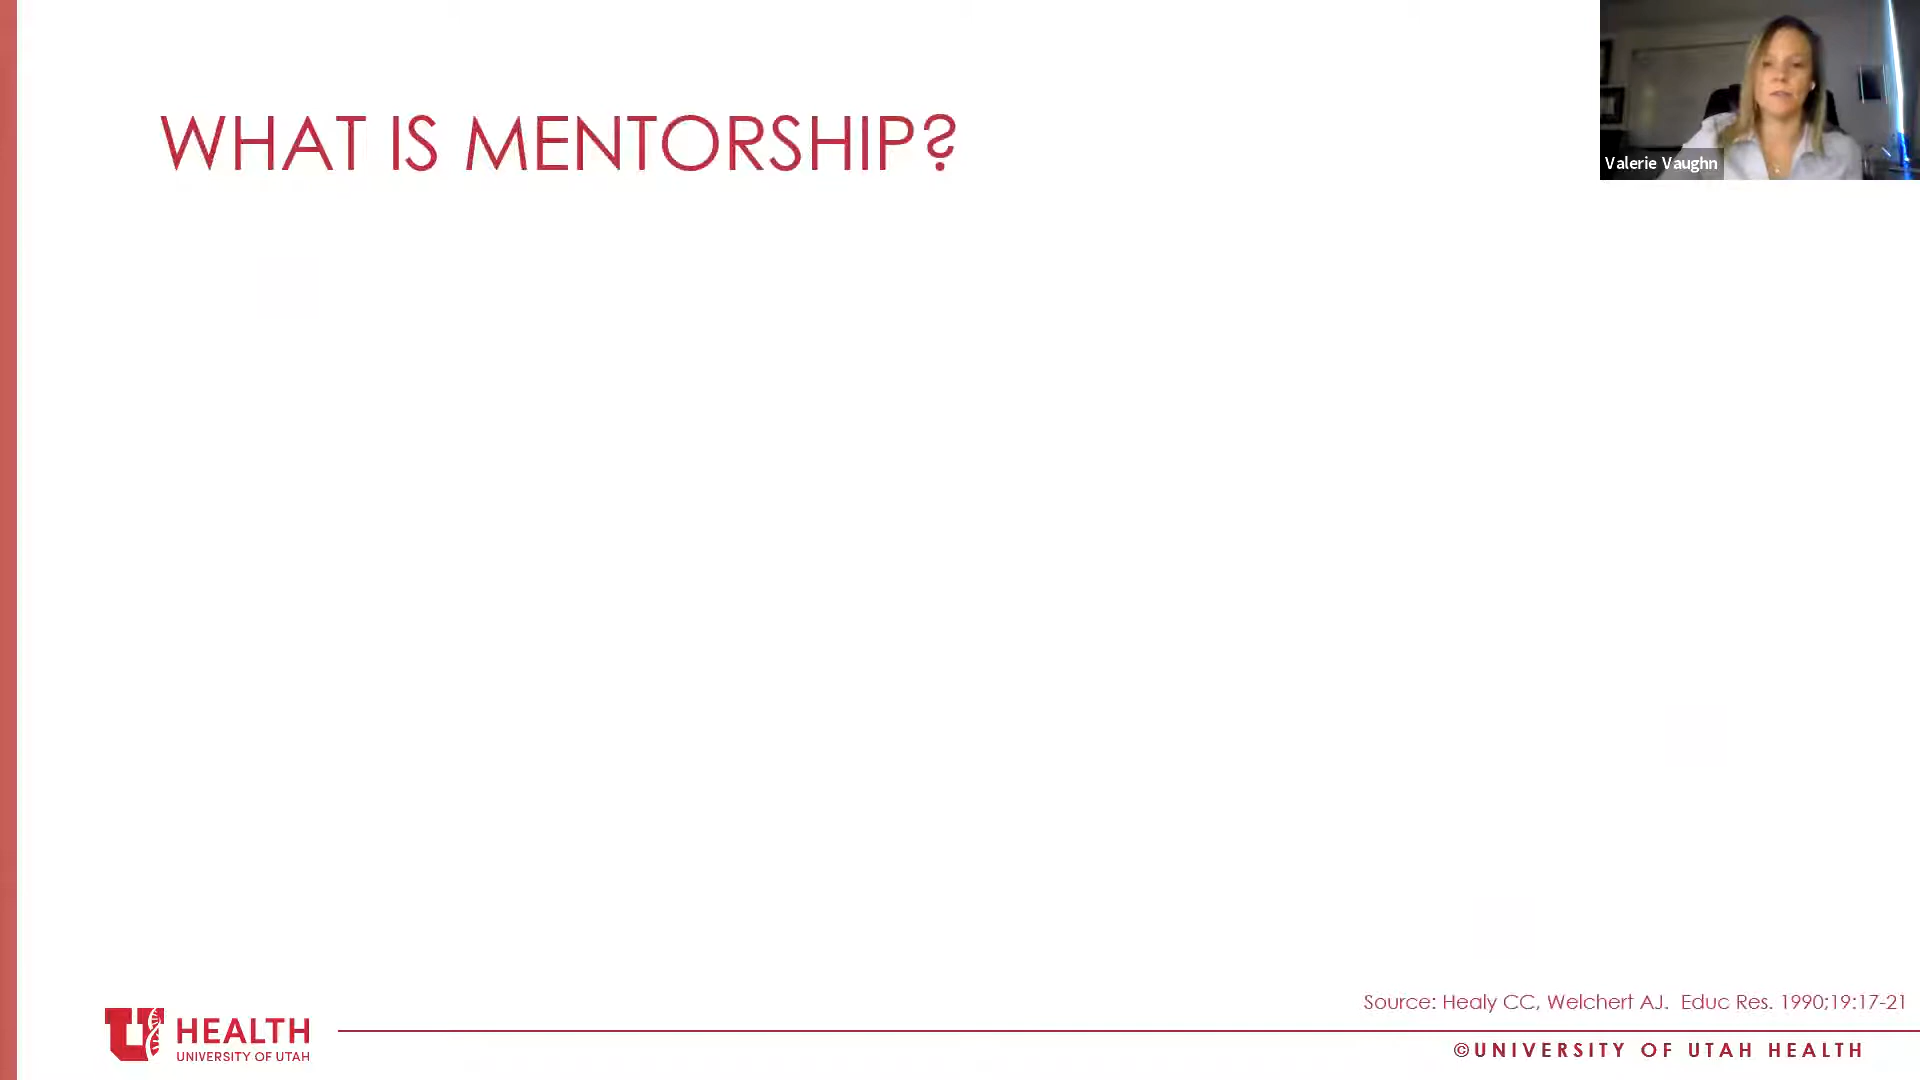 WHAT IS MENTORSHIP?
Valerie Vaughn
Source: Healy CC, Welchert AJ. Educ Res. 1990;19:17-21
U HEALTH
UNIVERSITY OF UTAH
©UNIVERSITY OF UTAH HEALTH